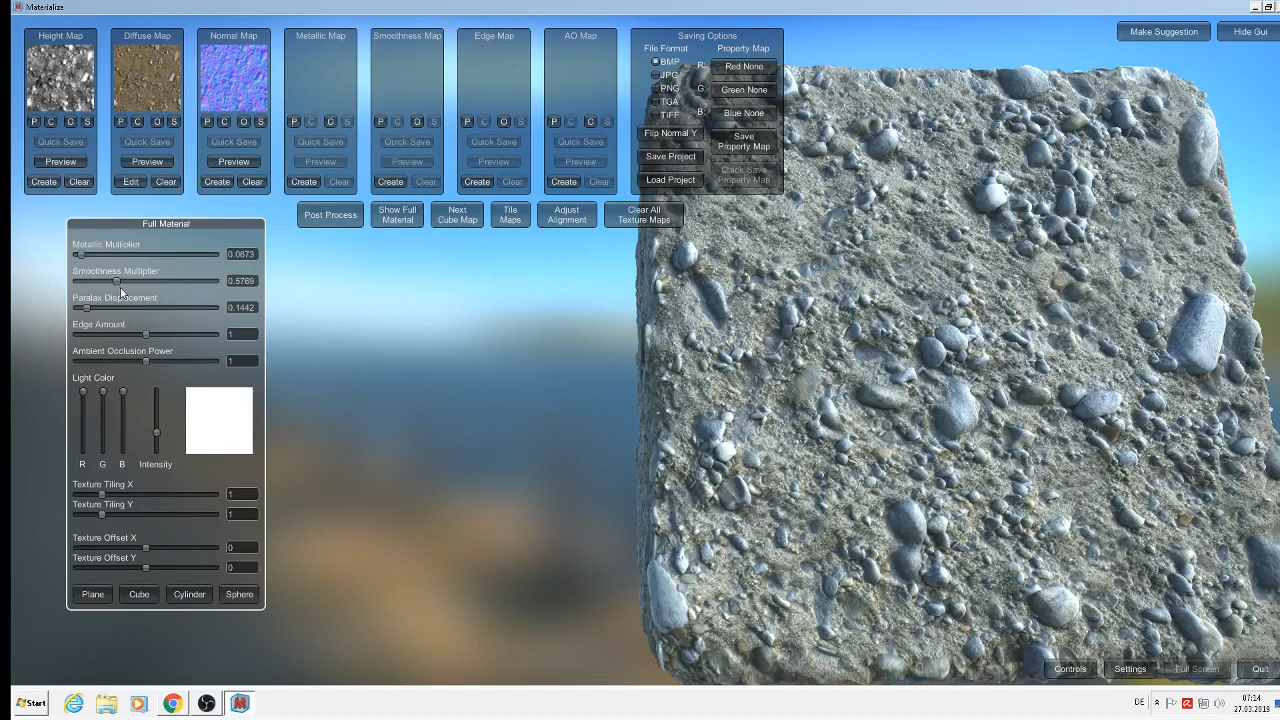 Materialize
Make Suggestion
Hide Gui
Height Map
Diffuse Map
Normal Map
Metallic Map
Smoothness Map
Edge Map
AO Map
Saving Options
File Format
Property Map
BMP
JPG
PNG
TGA
TIFF
R:
Red None
G:
Green None
B:
Blue None
P C O S
P C O S
P C O S
P C O S
P C O S
P C O S
P C O S
Quick Save
Quick Save
Quick Save
Quick Save
Quick Save
Quick Save
Quick Save
Flip Normal Y
Save
Property Map
Preview
Preview
Preview
Preview
Preview
Preview
Preview
Save Project
Quick Save
Property Map
Create
Clear
Edit
Clear
Create
Clear
Create
Clear
Create
Clear
Create
Clear
Create
Clear
Load Project
Post Process
Show Full
Material
Next
Cube Map
Tile
Maps
Adjust
Alignment
Clear All
Texture Maps
Full Material
Metallic Multiplier
0.0673
Smoothness Multiplier
0.5769
Paralax Displacement
0.1442
Edge Amount
1
Ambient Occlusion Power
1
Light Color
R G B Intensity
Texture Tiling X
1
Texture Tiling Y
1
Texture Offset X
0
Texture Offset Y
0
Plane
Cube
Cylinder
Sphere
Controls
Settings
Full Screen
Quit
Start
DE
07:14
27.03.2019